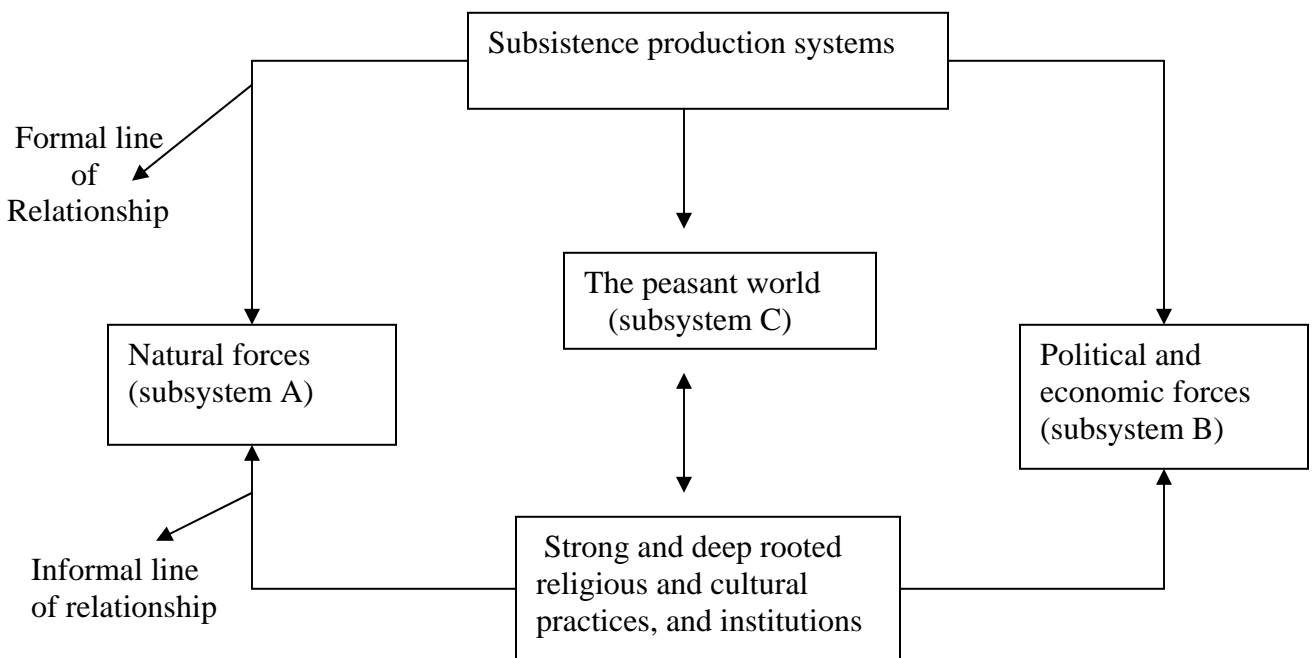 Subsistence production systems
Formal line
of
Relationship
The peasant world
(subsystem C)
Natural forces
(subsystem A)
Political and
economic forces
(subsystem B)
Strong and deep rooted
religious and cultural
practices, and institutions
Informal line
of relationship